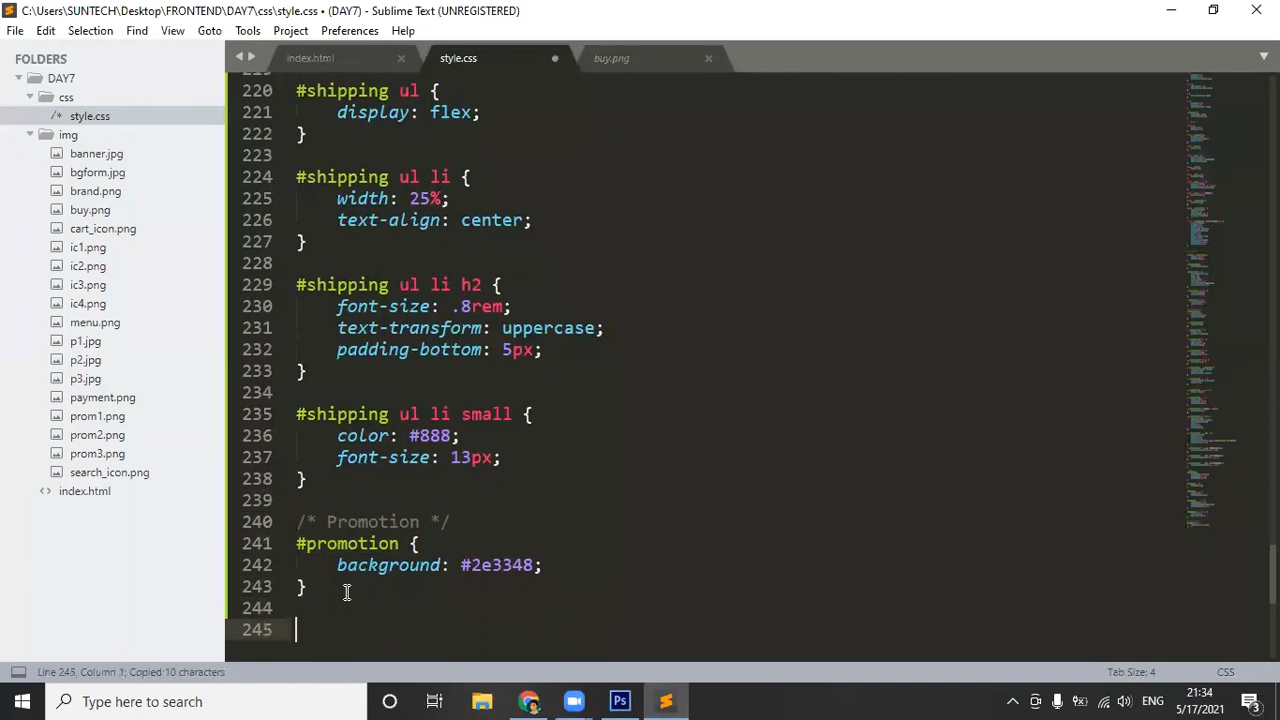 C:\Users\SUNTECH\Desktop\FRONTEND\DAY7\css\style.css • (DAY7) - Sublime Text (UNREGISTERED)
File Edit Selection Find View Goto Tools Project Preferences Help
FOLDERS
DAY7
css
/* style.css
img
banner.jpg
bgform.jpg
brand.png
buy.png
cart_icon.png
ic1.png
ic2.png
ic3.png
ic4.png
menu.png
p1.jpg
p2.jpg
p3.jpg
payment.png
prom1.png
prom2.png
prom3.png
search_icon.png
<> index.html
index.html style.css buy.png
220 #shipping ul {
221 display: flex;
222 }
223
224 #shipping ul li {
225 width: 25%;
226 text-align: center;
227 }
228
229 #shipping ul li h2 {
230 font-size: .8rem;
231 text-transform: uppercase;
232 padding-bottom: 5px;
233 }
234
235 #shipping ul li small {
236 color: #888;
237 font-size: 13px;
238 }
239
240 /* Promotion */
241 #promotion {
242 background: #2e3348;
243 }
244
245
Line 245, Column 1; Copied 10 characters
Tab Size: 4 CSS
Type here to search
Ps
ENG
21:34
5/17/2021
3